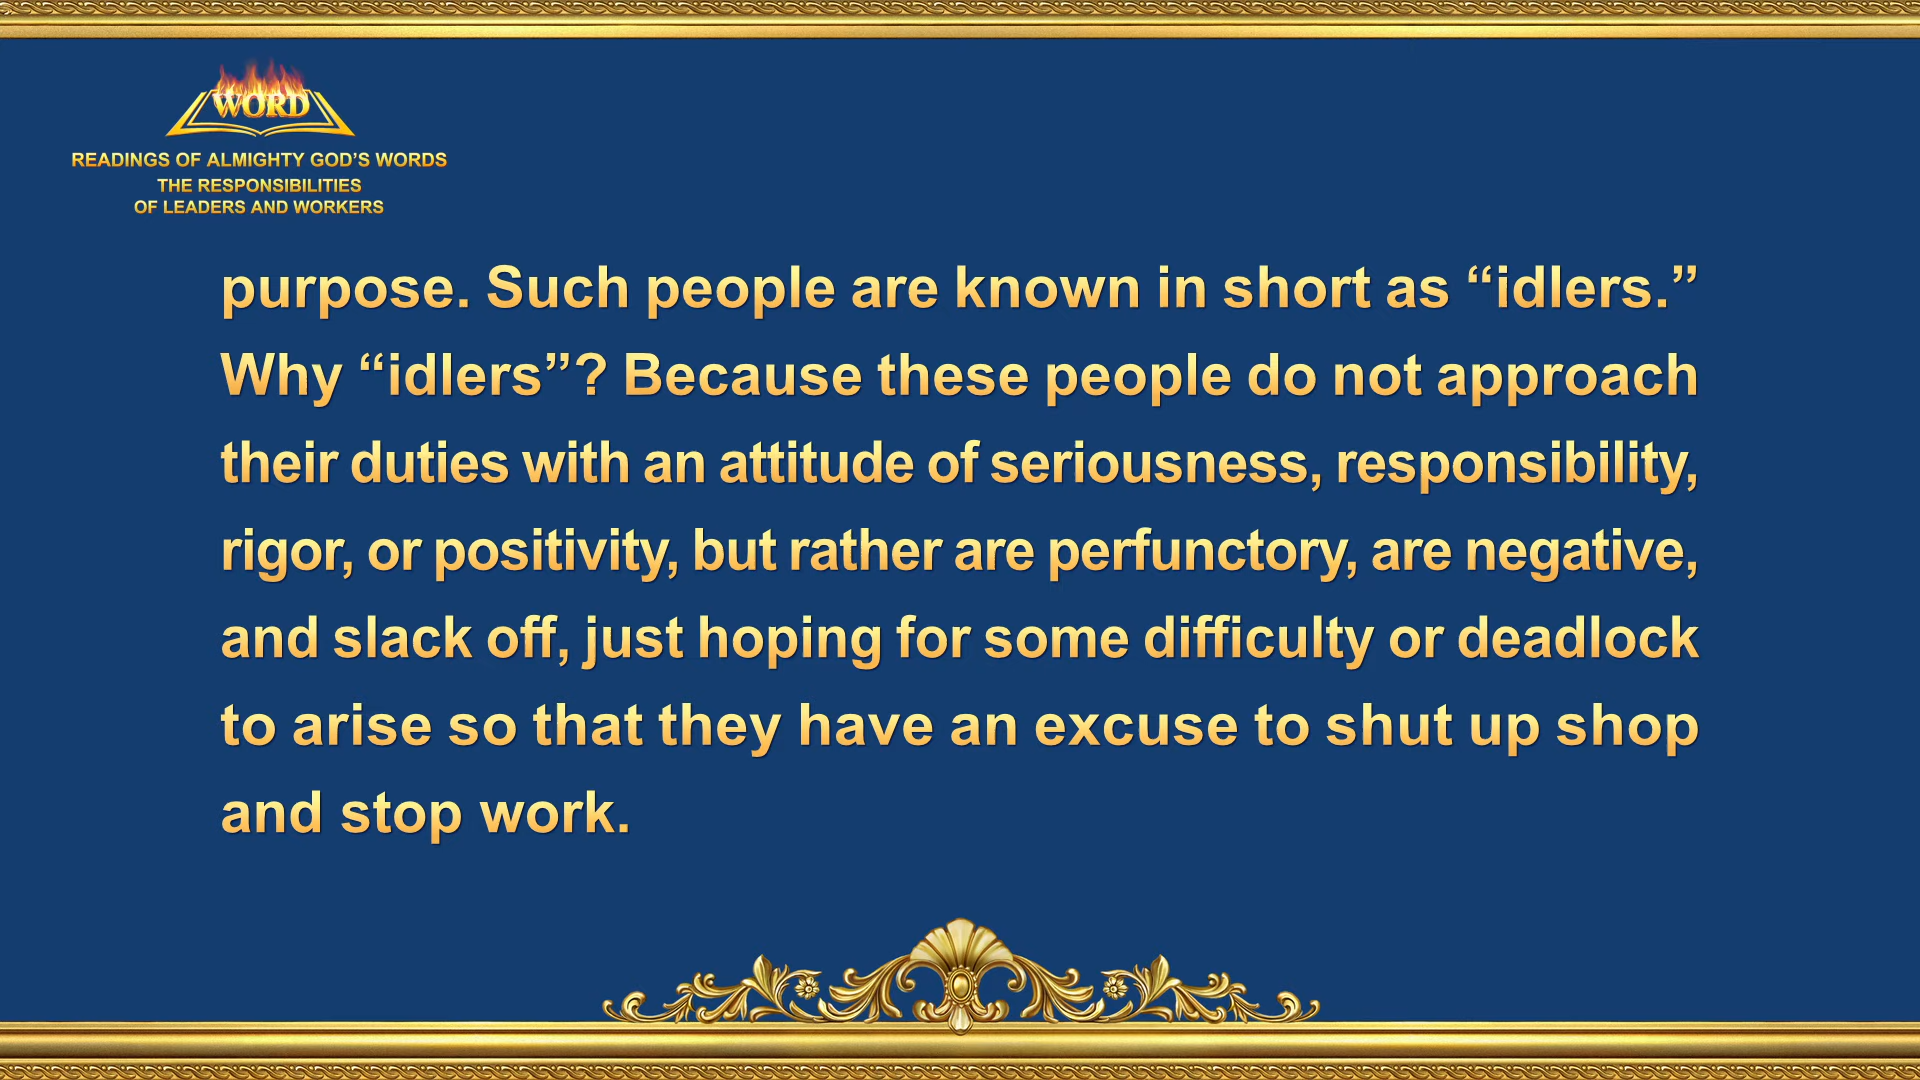 WORD
READINGS OF ALMIGHTY GOD’S WORDS
THE RESPONSIBILITIES
OF LEADERS AND WORKERS
purpose. Such people are known in short as “idlers.”
Why “idlers”? Because these people do not approach
their duties with an attitude of seriousness, responsibility,
rigor, or positivity, but rather are perfunctory, are negative,
and slack off, just hoping for some difficulty or deadlock
to arise so that they have an excuse to shut up shop
and stop work.